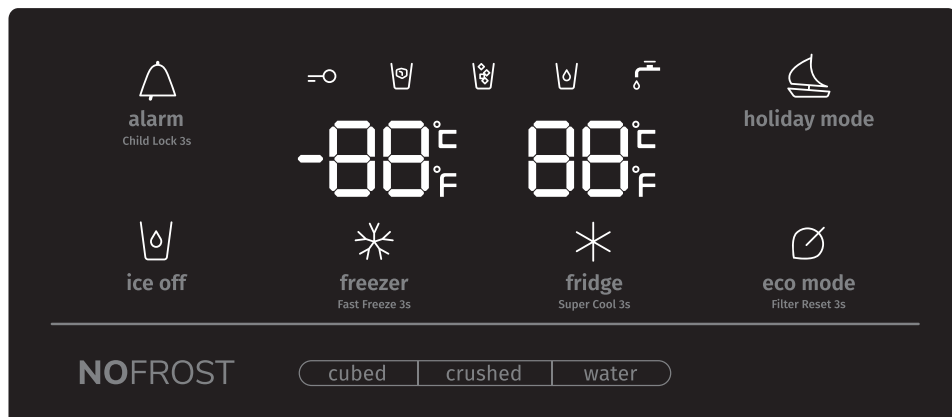 alarm
Child Lock 3s
holiday mode
-88°C
°F
88°C
°F
ice off
freezer
Fast Freeze 3s
fridge
Super Cool 3s
eco mode
Filter Reset 3s
NOFROST
cubed
crushed
water